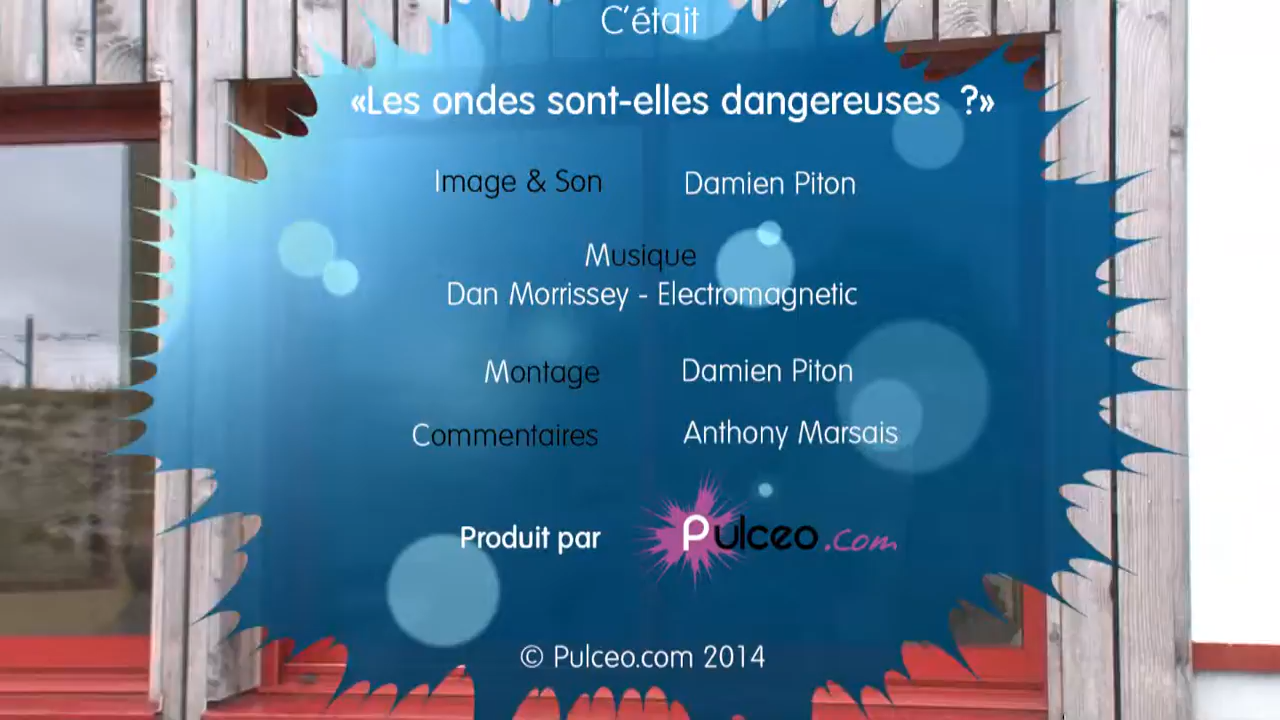 C'était
«Les ondes sont-elles dangereuses ?»
Image & Son Damien Piton
Musique
Dan Morrissey - Electromagnetic
Montage Damien Piton
Commentaires Anthony Marsais
Produit par Pulceo.com
© Pulceo.com 2014